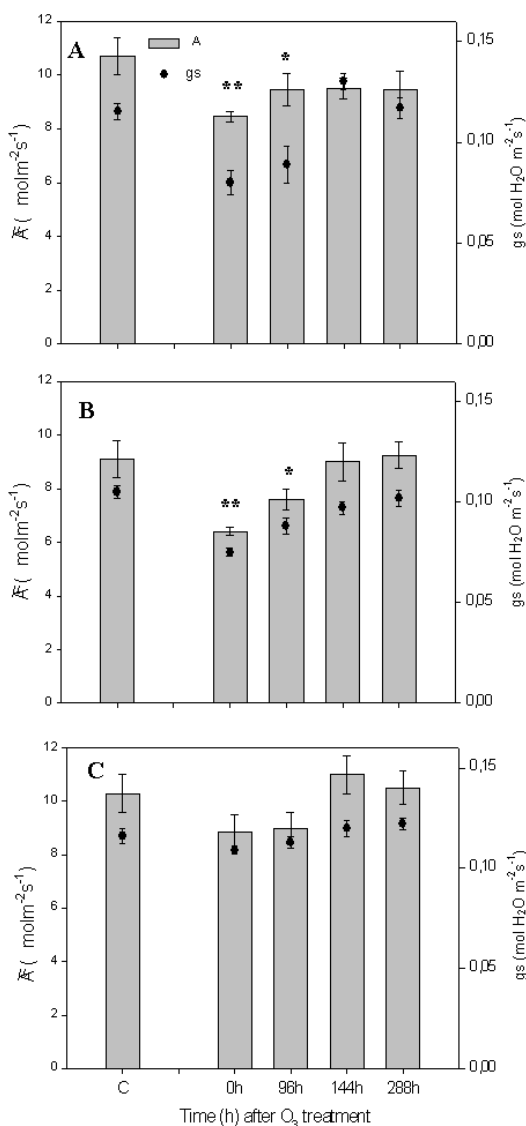 A
A
gs
**
*
12
10
8
6
4
2
0
0,15
0,10
0,05
0,00
molm-2s-1)
gs (mol H2O m-2s-1)
B
**
*
12
10
8
6
4
2
0
0,15
0,10
0,05
0,00
molm-2s-1)
gs (mol H2O m-2s-1)
C
12
10
8
6
4
2
0
0,15
0,10
0,05
0,00
molm-2s-1)
gs (mol H2O m-2s-1)
C 0h 96h 144h 288h
Time (h) after O3 treatment